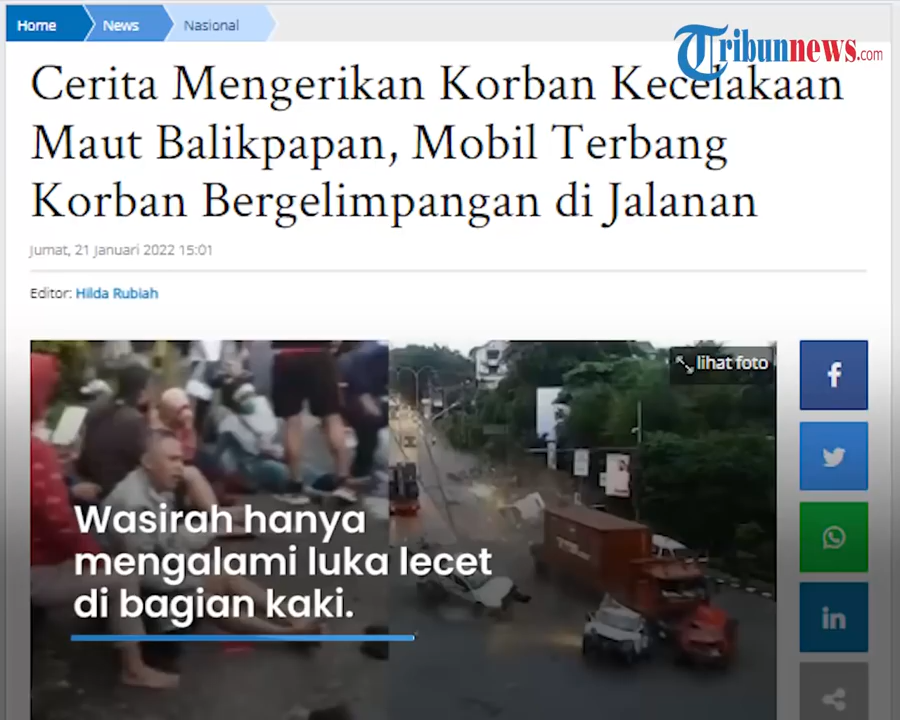 Home
News
Nasional
Tribunnews.com
Cerita Mengerikan Korban Kecelakaan
Maut Balikpapan, Mobil Terbang
Korban Bergelimpangan di Jalanan
Jumat, 21 Januari 2022 15:01
Editor: Hilda Rubiah
lihat foto
Wasirah hanya
mengalami luka lecet
di bagian kaki.